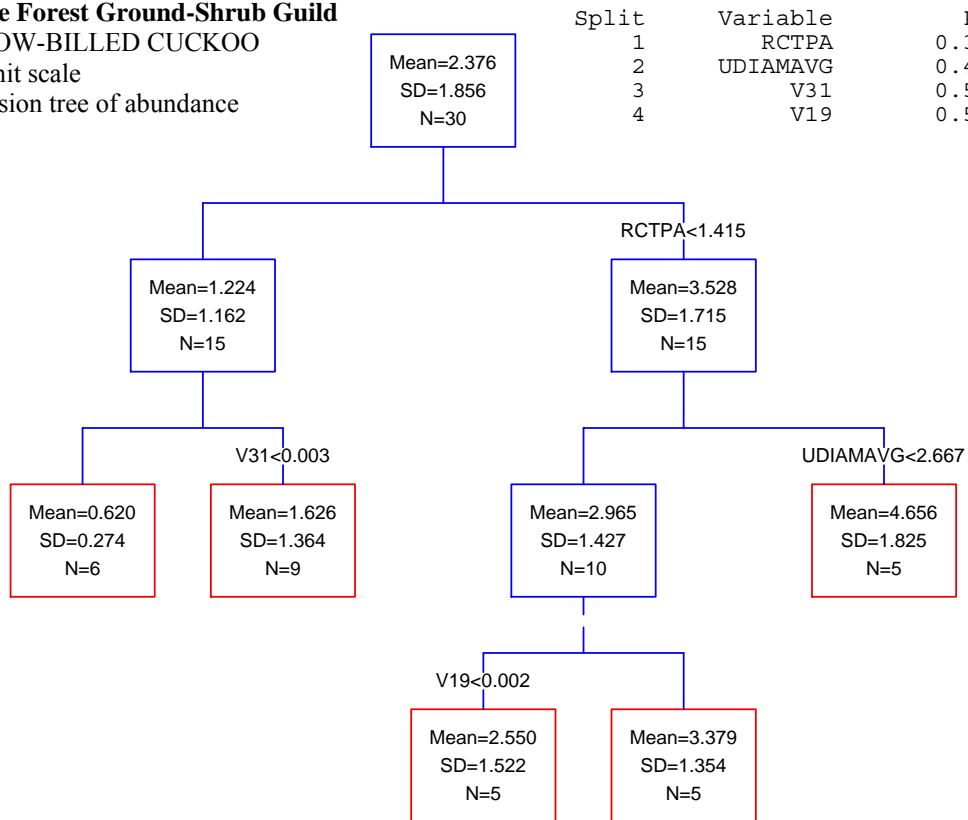 Forest Ground-Shrub Guild
CUCKOO
scale
tree of abundance
Split Variable
1 RCTPA
2 UDIAMAVG
3 V31
4 V19
Mean=2.376
SD=1.856
N=30
RCTPA<1.415
Mean=1.224
SD=1.162
N=15
Mean=3.528
SD=1.715
N=15
V31<0.003
UDIAMAVG<2.667
Mean=0.620
SD=0.274
N=6
Mean=1.626
SD=1.364
N=9
Mean=2.965
SD=1.427
N=10
Mean=4.656
SD=1.825
N=5
V19<0.002
Mean=2.550
SD=1.522
N=5
Mean=3.379
SD=1.354
N=5